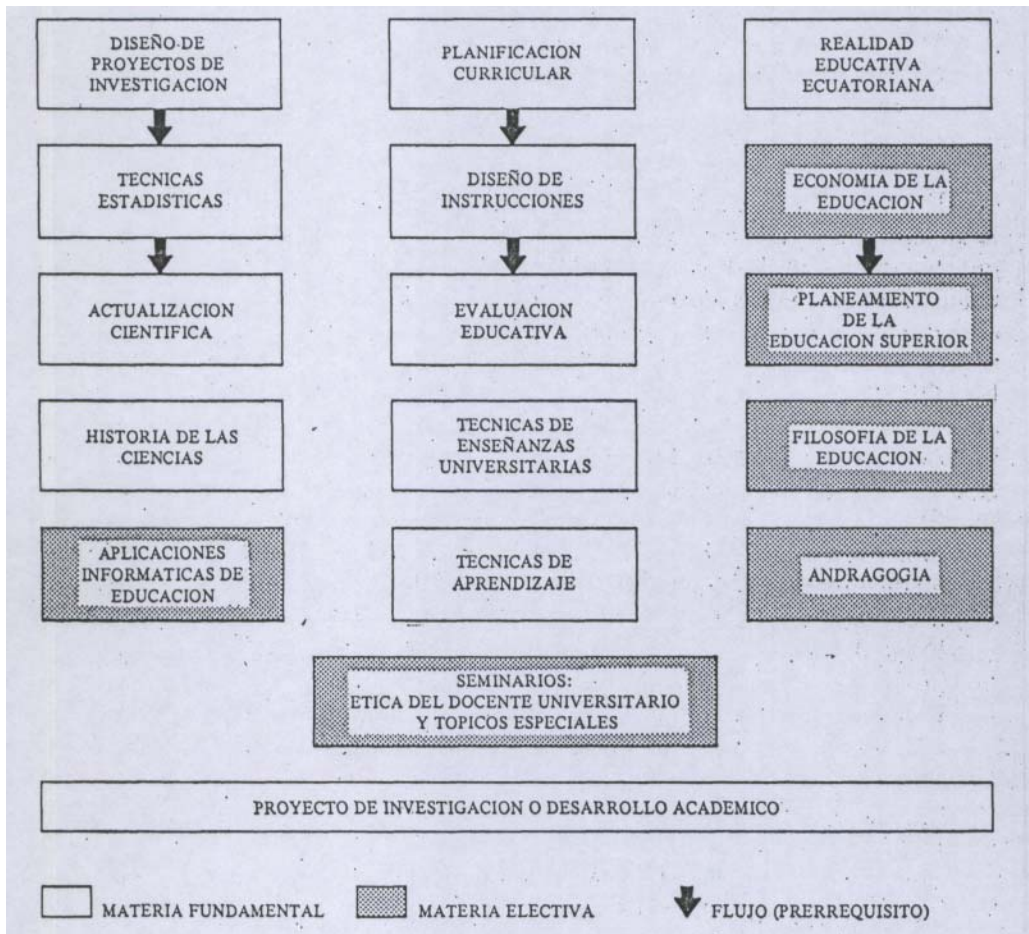 DISEÑO DE
PROYECTOS DE
INVESTIGACION
PLANIFICACION
CURRICULAR
REALIDAD
EDUCATIVA
ECUATORIANA
TECNICAS
ESTADISTICAS
DISEÑO DE
INSTRUCCIONES
ECONOMIA DE LA
EDUCACION
ACTUALIZACION
CIENTIFICA
EVALUACION
EDUCATIVA
PLANEAMIENTO
DE LA
EDUCACION SUPERIOR
HISTORIA DE LAS
CIENCIAS
TECNICAS DE
ENSEÑANZAS
UNIVERSITARIAS
FILOSOFIA DE LA
EDUCACION
APLICACIONES
INFORMATICAS DE
EDUCACION
TECNICAS DE
APRENDIZAJE
ANDRAGOGIA
SEMINARIOS:
ETICA DEL DOCENTE UNIVERSITARIO
Y TOPICOS ESPECIALES
PROYECTO DE INVESTIGACION O DESARROLLO ACADEMICO
MATERIA FUNDAMENTAL
MATERIA ELECTIVA
FLUJO (PRERREQUISITO)